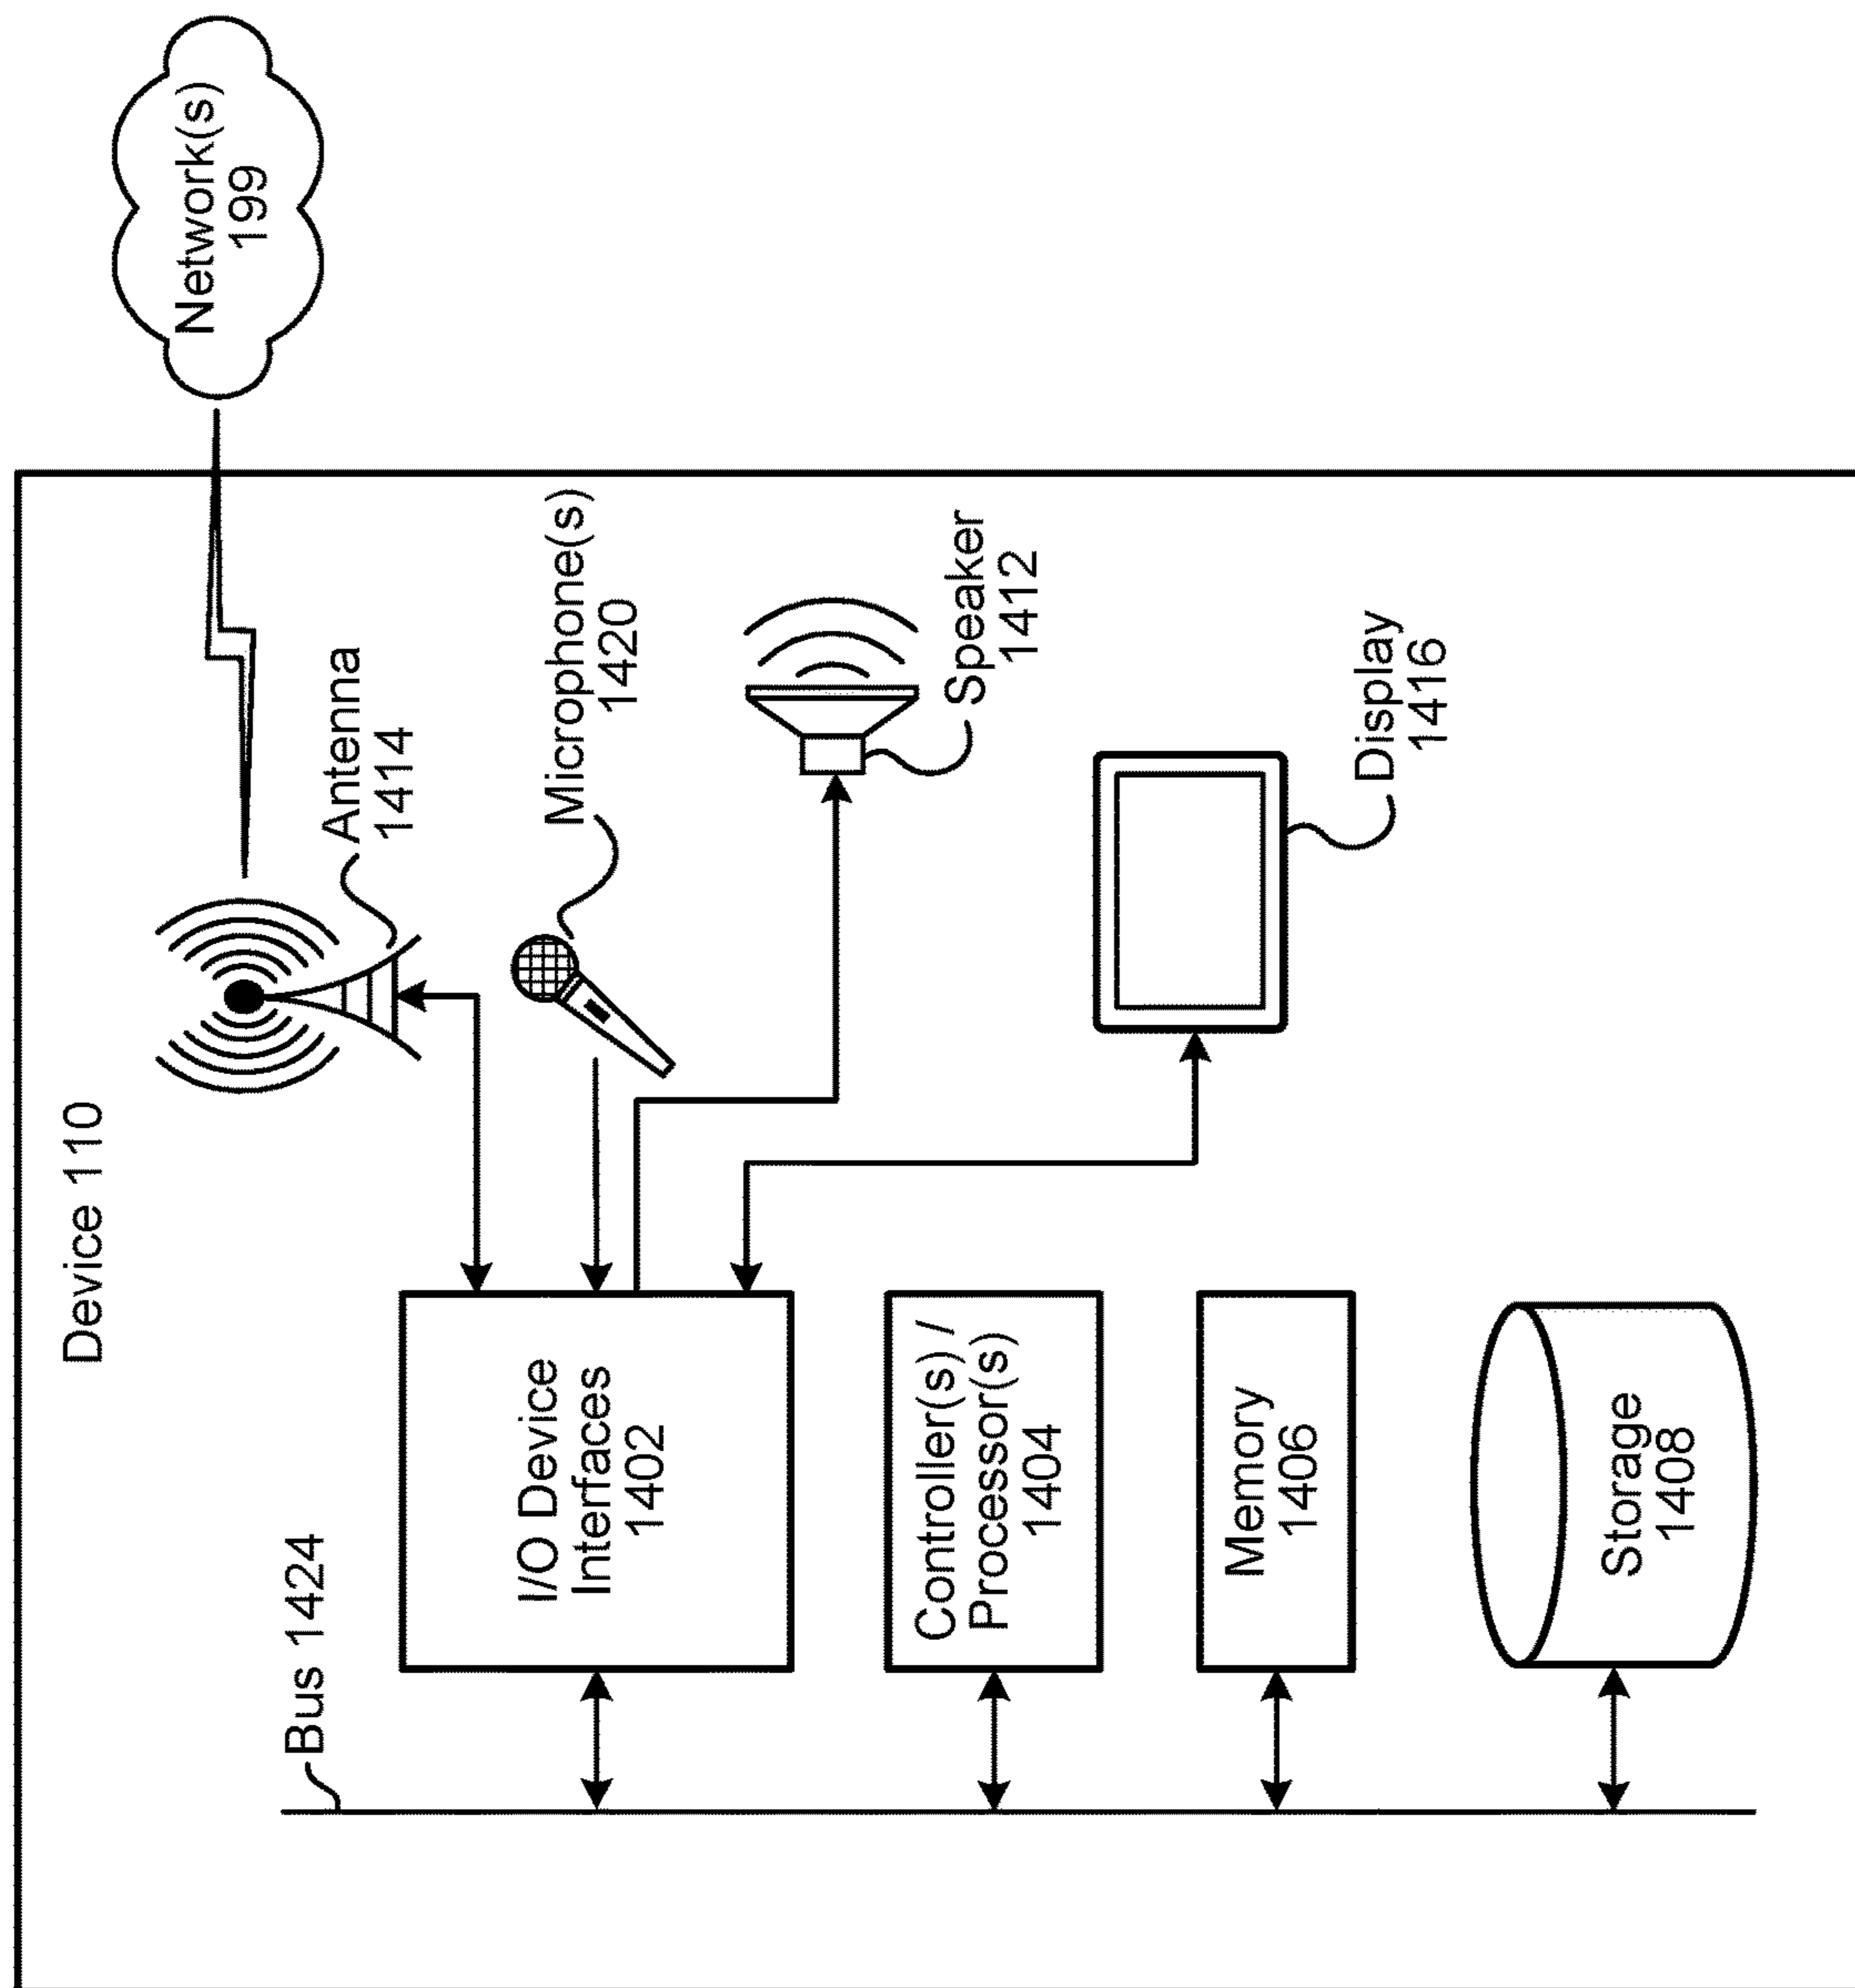 Device 110
Network(s)
199
Antenna
1414
Bus 1424
Microphone(s)
1420
I/O Device
Interfaces
1402
Speaker
1412
Controller(s) /
Processor(s)
1404
Display
1416
Memory
1406
Storage
1408